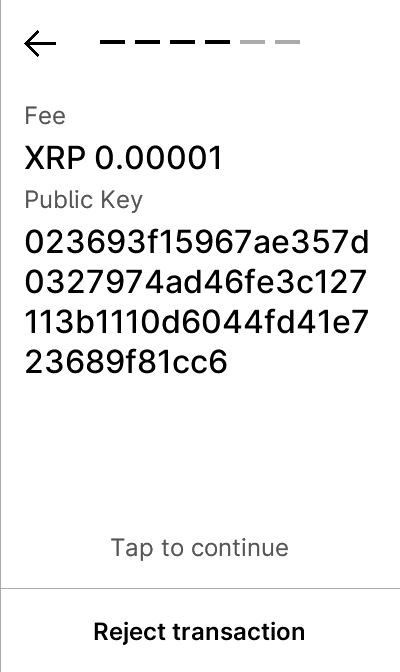 Fee
XRP 0.00001
Public Key
023693f15967ae357d
0327974ad46fe3c127
113b1110d6044fd41e7
23689f81cc6
Tap to continue
Reject transaction